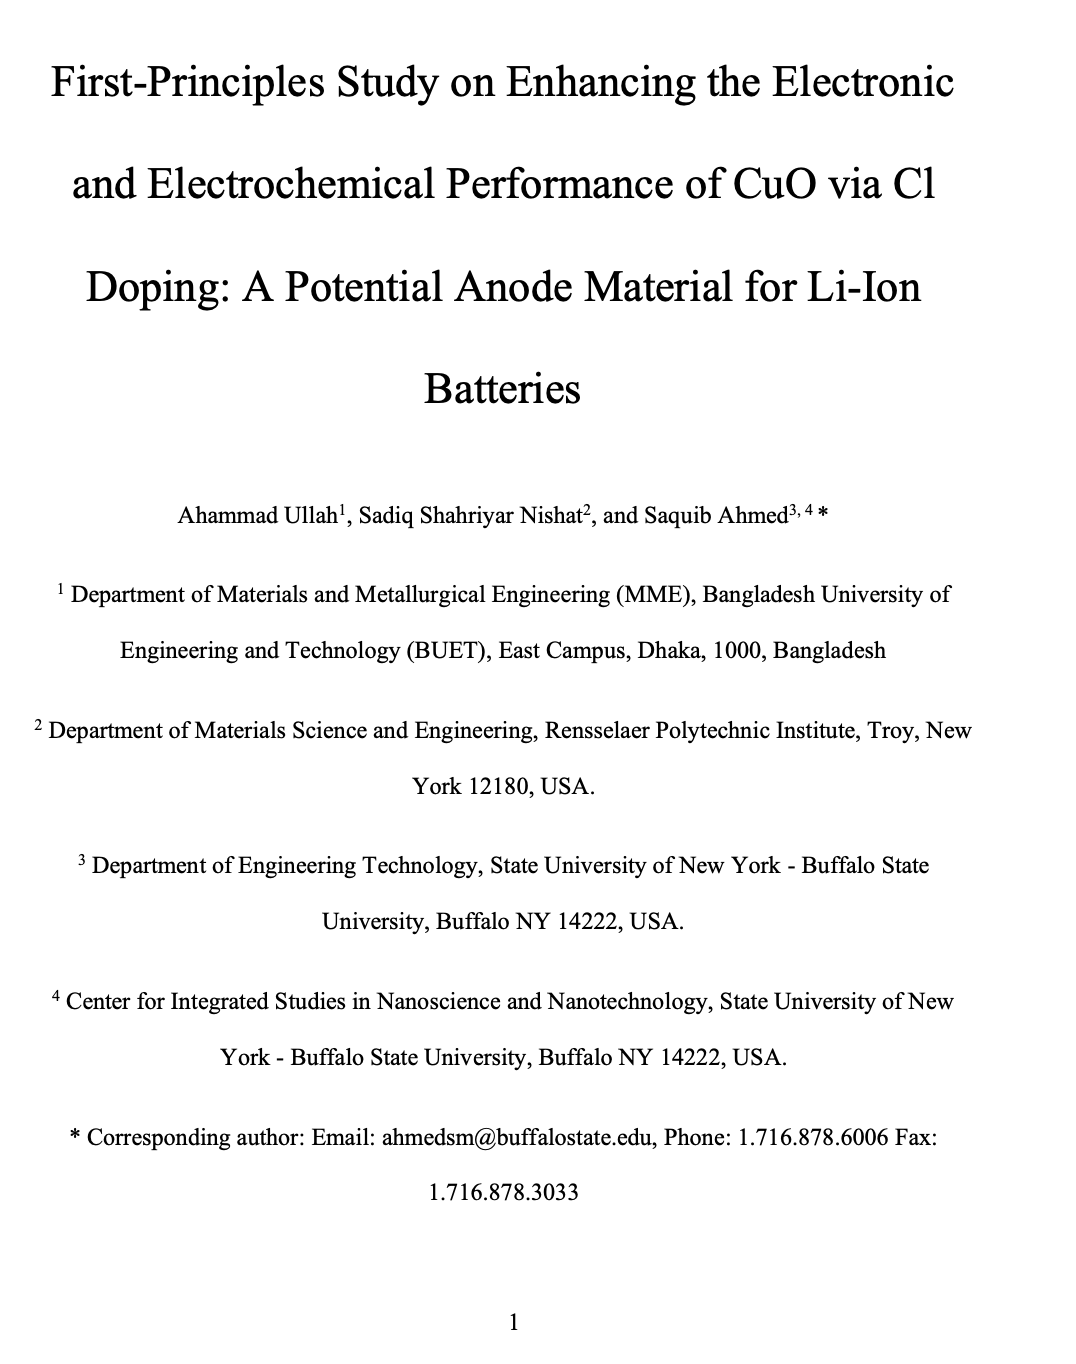 First-Principles Study on Enhancing the Electronic
and Electrochemical Performance of CuO via Cl
Doping: A Potential Anode Material for Li-Ion
Batteries
Ahammad Ullah¹, Sadiq Shahriyar Nishat², and Saquib Ahmed³, ⁴ *
¹ Department of Materials and Metallurgical Engineering (MME), Bangladesh University of
Engineering and Technology (BUET), East Campus, Dhaka, 1000, Bangladesh
² Department of Materials Science and Engineering, Rensselaer Polytechnic Institute, Troy, New
York 12180, USA.
³ Department of Engineering Technology, State University of New York - Buffalo State
University, Buffalo NY 14222, USA.
⁴ Center for Integrated Studies in Nanoscience and Nanotechnology, State University of New
York - Buffalo State University, Buffalo NY 14222, USA.
* Corresponding author: Email: ahmedsm@buffalostate.edu, Phone: 1.716.878.6006 Fax:
1.716.878.3033
1